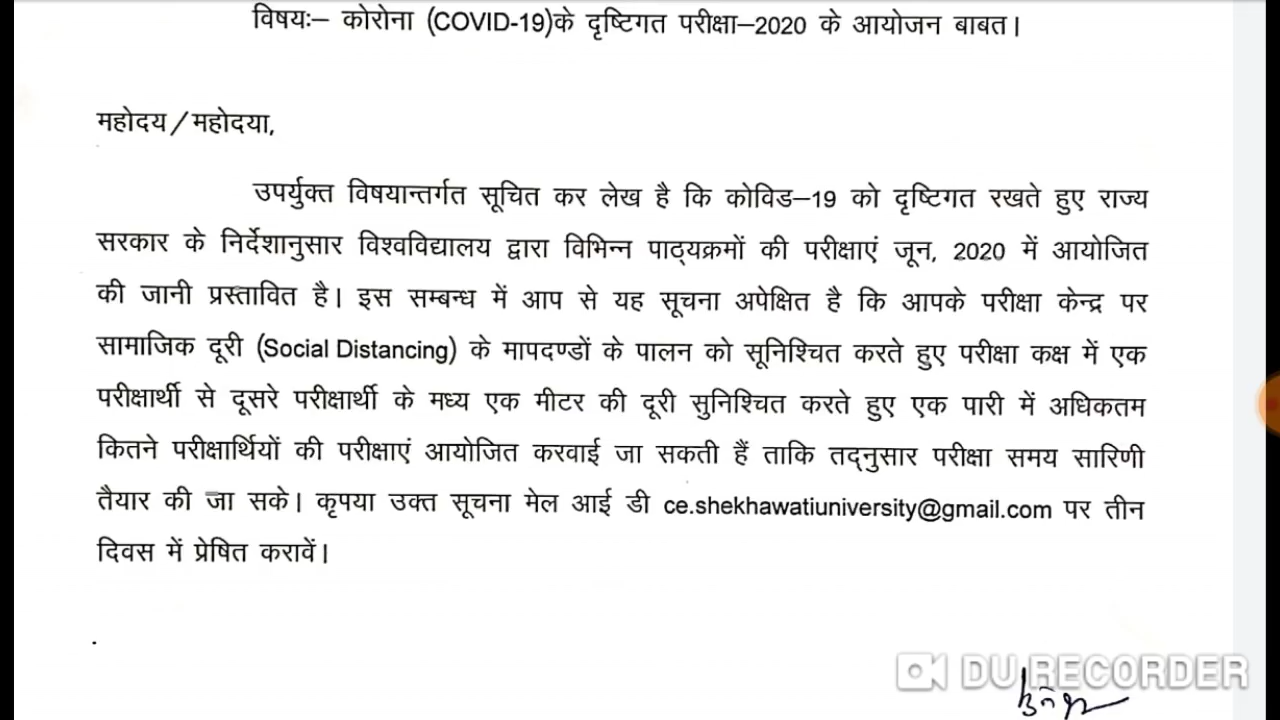 विषयः– कोरोना (COVID-19)के दृष्टिगत परीक्षा–2020 के आयोजन बाबत।
महोदय/महोदया,
उपर्युक्त विषयान्तर्गत सूचित कर लेख है कि कोविड–19 को दृष्टिगत रखते हुए राज्य
सरकार के निर्देशानुसार विश्वविद्यालय द्वारा विभिन्न पाठ्यक्रमों की परीक्षाएं जून, 2020 में आयोजित
की जानी प्रस्तावित है। इस सम्बन्ध में आप से यह सूचना अपेक्षित है कि आपके परीक्षा केन्द्र पर
सामाजिक दूरी (Social Distancing) के मापदण्डों के पालन को सूनिश्चित करते हुए परीक्षा कक्ष में एक
परीक्षार्थी से दूसरे परीक्षार्थी के मध्य एक मीटर की दूरी सुनिश्चित करते हुए एक पारी में अधिकतम
कितने परीक्षार्थियों की परीक्षाएं आयोजित करवाई जा सकती हैं ताकि तद्नुसार परीक्षा समय सारिणी
तैयार की जा सके। कृपया उक्त सूचना मेल आई डी ce.shekhawatiuniversity@gmail.com पर तीन
दिवस में प्रेषित करावें।
DU RECORDER